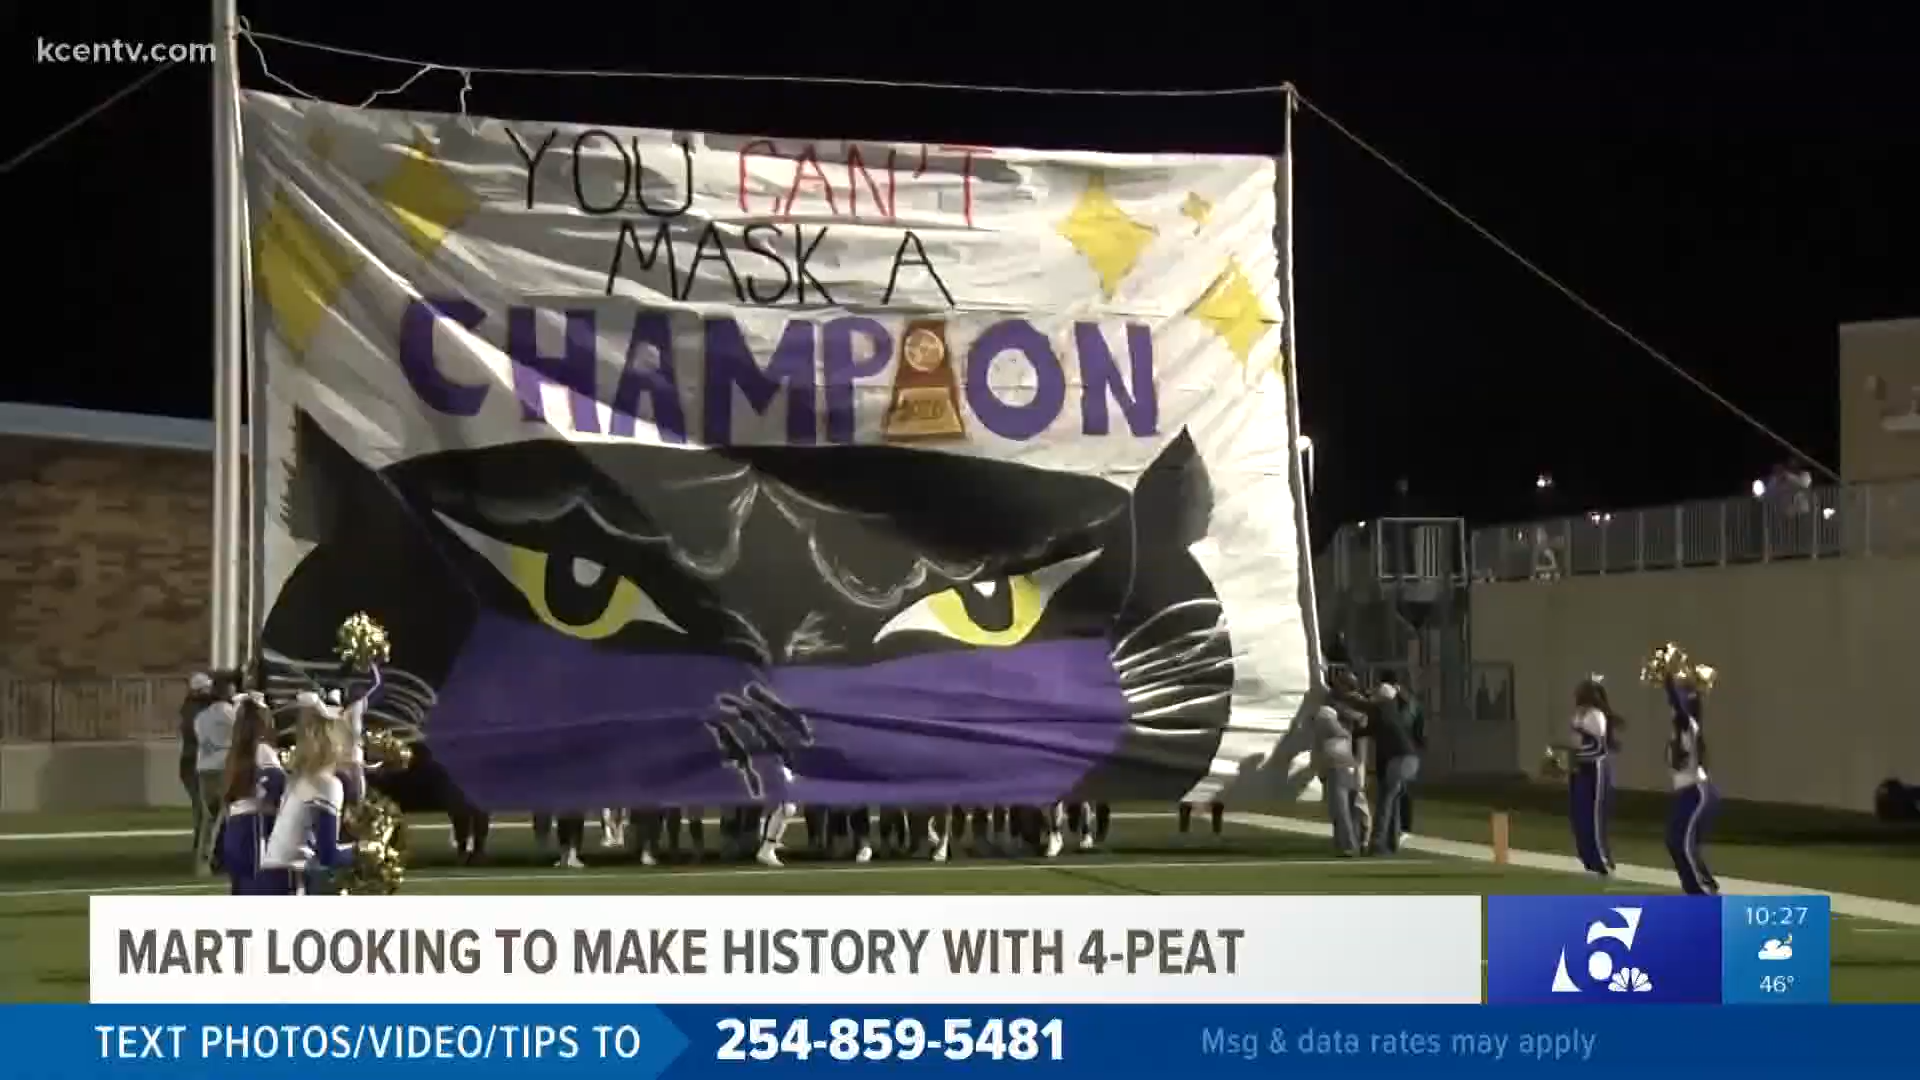 kcentv.com
YOU CAN'T
MASK A
CHAMPION
MART LOOKING TO MAKE HISTORY WITH 4-PEAT
6
10:27
46°
TEXT PHOTOS/VIDEO/TIPS TO 254-859-5481 Msg & data rates may apply